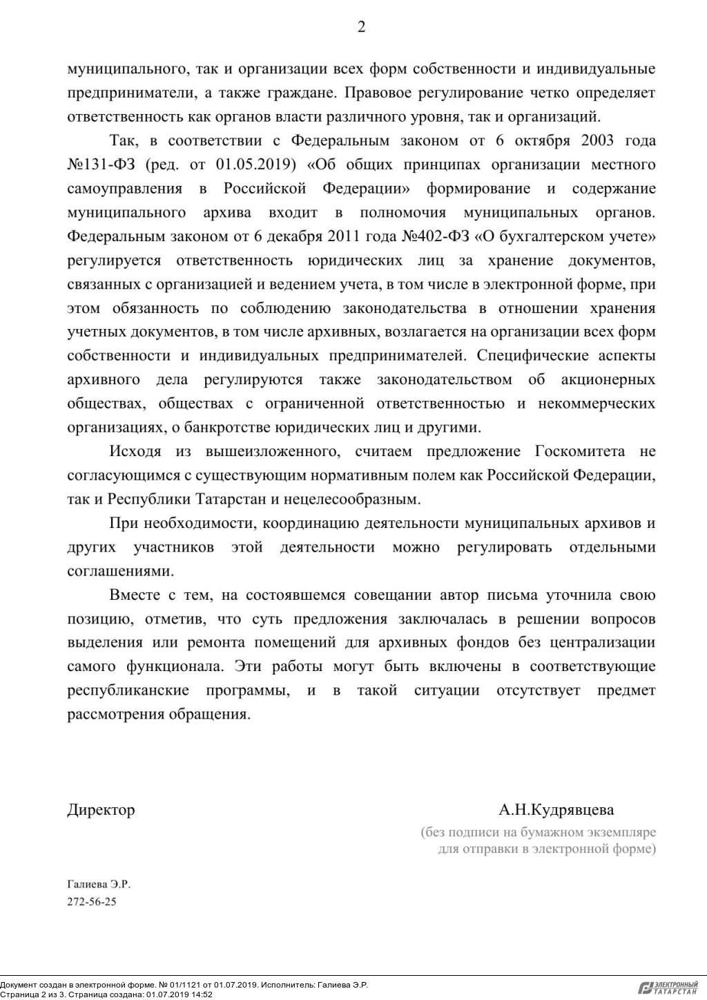 2
муниципального, так и организации всех форм собственности и индивидуальные
предприниматели, а также граждане. Правовое регулирование четко определяет
ответственность как органов власти различного уровня, так и организаций.
Так, в соответствии с Федеральным законом от 6 октября 2003 года
№131-ФЗ (ред. от 01.05.2019) «Об общих принципах организации местного
самоуправления в Российской Федерации» формирование и содержание
муниципального архива входит в полномочия муниципальных органов.
Федеральным законом от 6 декабря 2011 года №402-ФЗ «О бухгалтерском учете»
регулируется ответственность юридических лиц за хранение документов,
связанных с организацией и ведением учета, в том числе в электронной форме, при
этом обязанность по соблюдению законодательства в отношении хранения
учетных документов, в том числе архивных, возлагается на организации всех форм
собственности и индивидуальных предпринимателей. Специфические аспекты
архивного дела регулируются также законодательством об акционерных
обществах, обществах с ограниченной ответственностью и некоммерческих
организациях, о банкротстве юридических лиц и другими.
Исходя из вышеизложенного, считаем предложение Госкомитета не
согласующимся с существующим нормативным полем как Российской Федерации,
так и Республики Татарстан и нецелесообразным.
При необходимости, координацию деятельности муниципальных архивов и
других участников этой деятельности можно регулировать отдельными
соглашениями.
Вместе с тем, на состоявшемся совещании автор письма уточнила свою
позицию, отметив, что суть предложения заключалась в решении вопросов
выделения или ремонта помещений для архивных фондов без централизации
самого функционала. Эти работы могут быть включены в соответствующие
республиканские программы, и в такой ситуации отсутствует предмет
рассмотрения обращения.
Директор А.Н.Кудрявцева
(без подписи на бумажном экземпляре
для отправки в электронной форме)
Галиева Э.Р.
272-56-25
Документ создан в электронной форме. № 01/1121 от 01.07.2019. Исполнитель: Галиева Э.Р.
Страница 2 из 3. Страница создана: 01.07.2019 14:52
ЭЛЕКТРОННЫЙ
ТАТАРСТАН